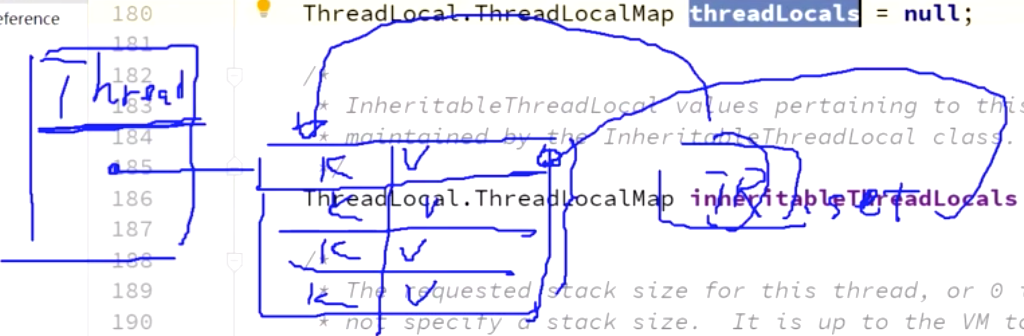 eference
180 ThreadLocal.ThreadLocalMap threadLocals = null;
181
182 /*
183 * InheritableThreadLocal values pertaining to this
184 * maintained by the InheritableThreadLocal class.
185
186 ThreadLocal.ThreadLocalMap inheritableThreadLocals
187
188 /*
189 * The requested stack size for this thread, or 0
190 * not specify a stack size. It is up to the VM to
Thread
K V
K V
K V
K V
set